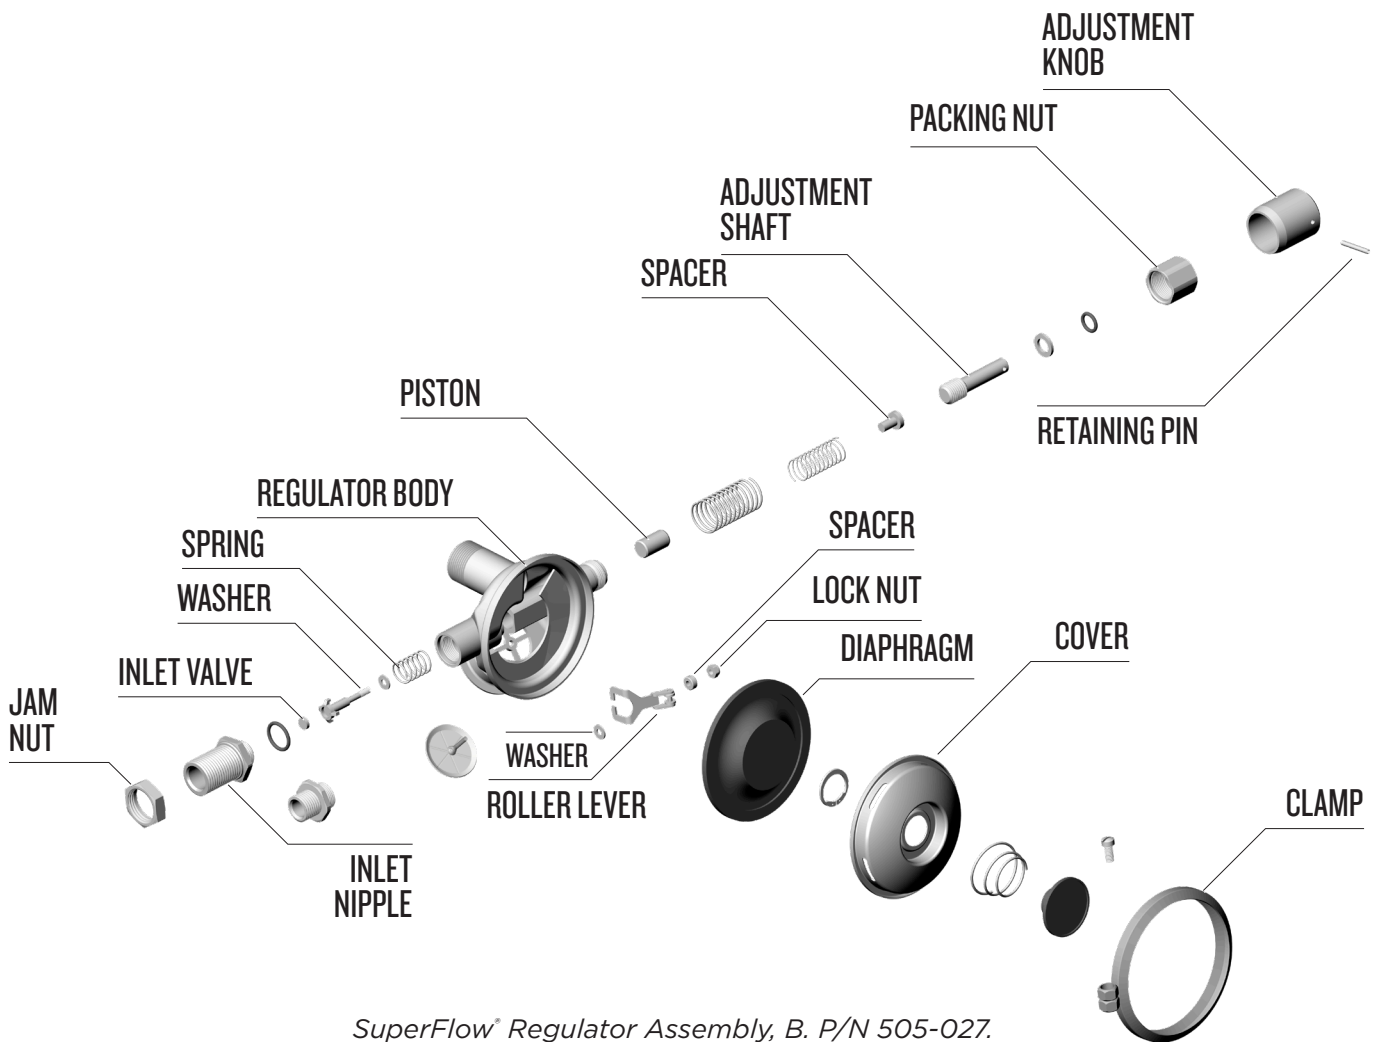 ADJUSTMENT
KNOB
PACKING NUT
ADJUSTMENT
SHAFT
SPACER
PISTON
RETAINING PIN
REGULATOR BODY
SPRING
SPACER
WASHER
LOCK NUT
COVER
DIAPHRAGM
INLET VALVE
JAM
NUT
WASHER
ROLLER LEVER
CLAMP
INLET
NIPPLE
SuperFlow® Regulator Assembly, B. P/N 505-027.